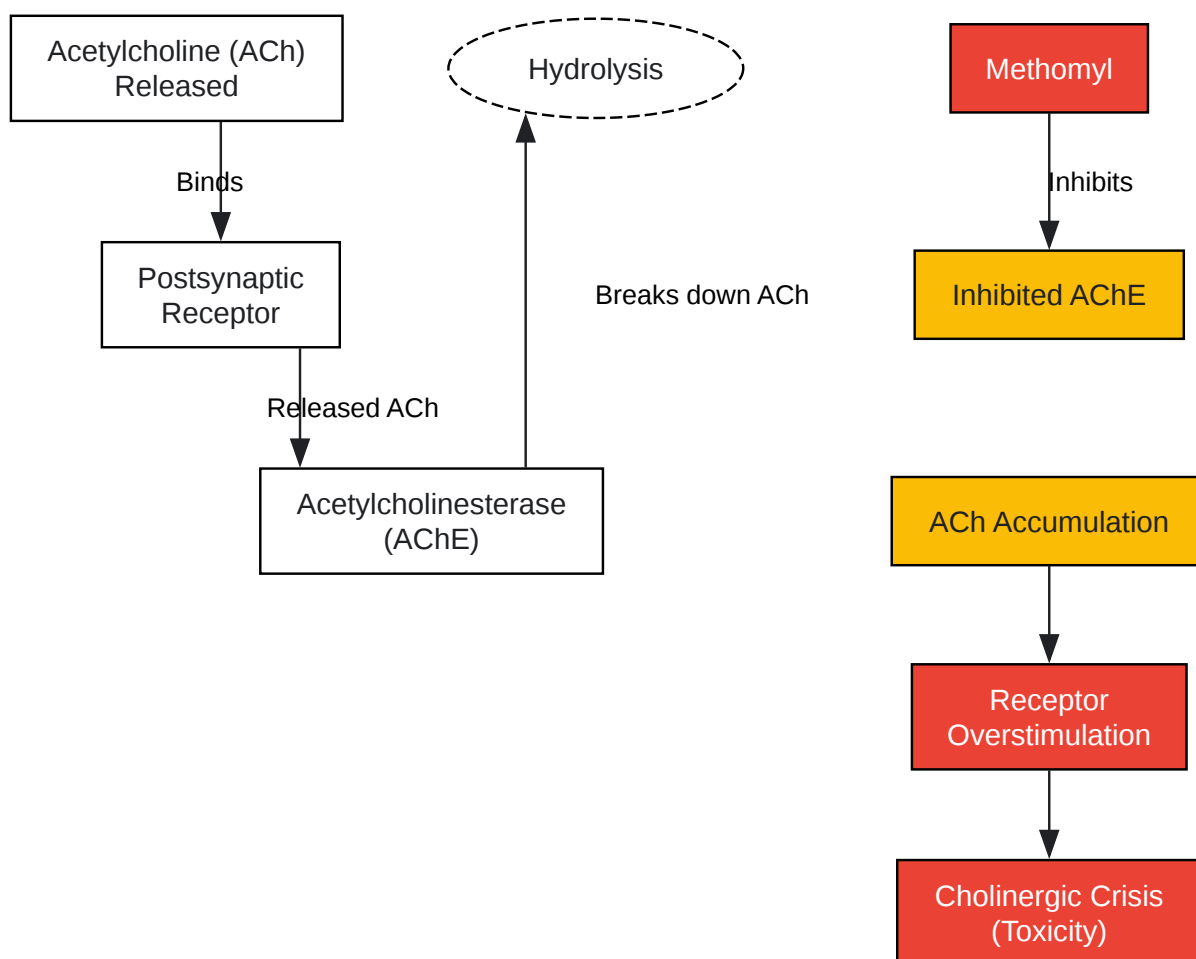 Acetylcholine (ACh)
Released
Hydrolysis
Methomyl
Binds
Inhibits
Postsynaptic
Receptor
Breaks down ACh
Inhibited AChE
Released ACh
Acetylcholinesterase
(AChE)
ACh Accumulation
Receptor
Overstimulation
Cholinergic Crisis
(Toxicity)